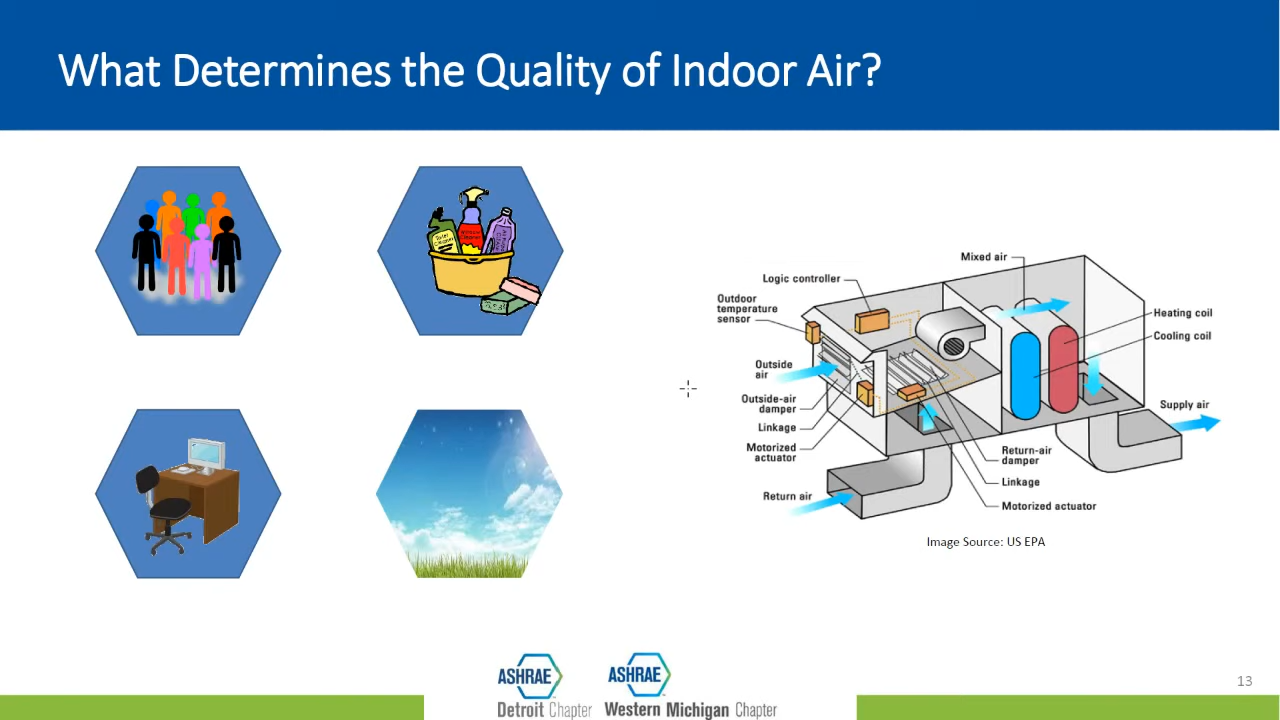 What Determines the Quality of Indoor Air?
Mixed air
Logic controller
Outdoor
temperature
sensor
Heating coil
Cooling coil
Outside
air
Outside-air
damper
Linkage
Motorized
actuator
Supply air
Return-air
damper
Linkage
Motorized actuator
Return air
Image Source: US EPA
ASHRAE
Detroit Chapter
ASHRAE
Western Michigan Chapter
13